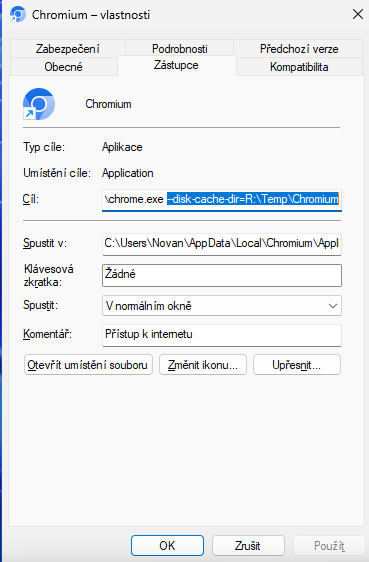 Chromium – vlastnosti
Zabezpečení Podrobnosti Předchozí verze
Obecné Zástupce Kompatibilita
Chromium
Typ cíle: Aplikace
Umístění cíle: Application
Cíl: \chrome.exe --disk-cache-dir=R:\Temp\Chromium
Spustit v: C:\Users\Novan\AppData\Local\Chromium\Appl
Klávesová
zkratka: Žádné
Spustit: V normálním okně
Komentář: Přístup k internetu
Otevřít umístění souboru Změnit ikonu... Upřesnit...
OK Zrušit Použít